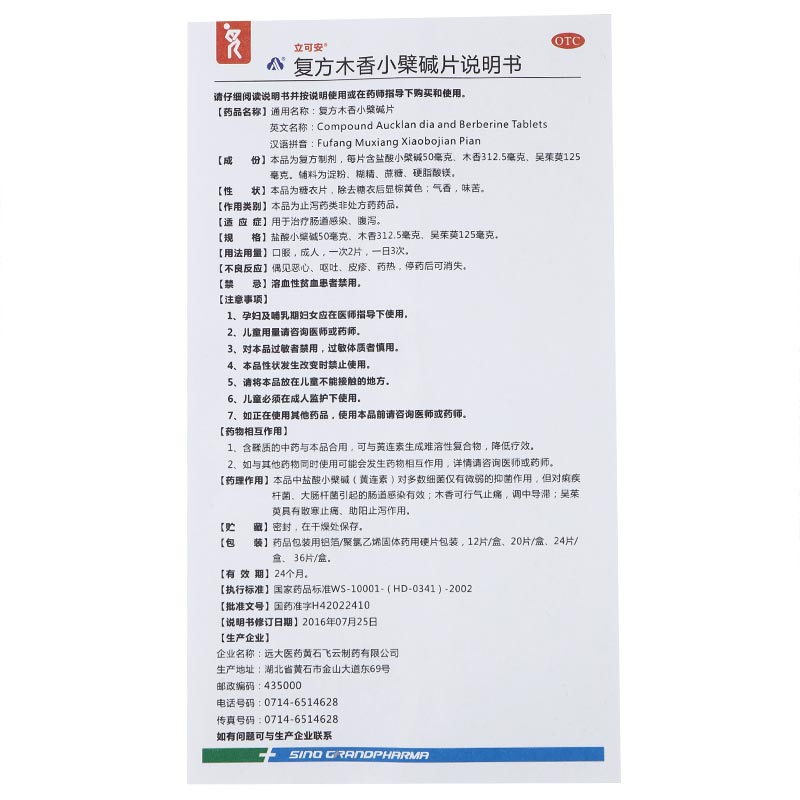 立可安®
OTC
复方木香小檗碱片说明书
请仔细阅读说明书并按说明使用或在药师指导下购买和使用。
【药品名称】通用名称：复方木香小檗碱片
英文名称：Compound Aucklan dia and Berberine Tablets
汉语拼音：Fufang Muxiang Xiaobojian Pian
【成 份】本品为复方制剂，每片含盐酸小檗碱50毫克、木香312.5毫克、吴茱萸125
毫克。辅料为淀粉、糊精、蔗糖、硬脂酸镁。
【性 状】本品为糖衣片，除去糖衣后显棕黄色；气香，味苦。
【作用类别】本品为止泻药类非处方药药品。
【适 应 症】用于治疗肠道感染、腹泻。
【规 格】盐酸小檗碱50毫克、木香312.5毫克、吴茱萸125毫克。
【用法用量】口服，成人，一次2片，一日3次。
【不良反应】偶见恶心、呕吐、皮疹、药热，停药后可消失。
【禁 忌】溶血性贫血患者禁用。
【注意事项】
1、孕妇及哺乳期妇女应在医师指导下使用。
2、儿童用量请咨询医师或药师。
3、对本品过敏者禁用，过敏体质者慎用。
4、本品性状发生改变时禁止使用。
5、请将本品放在儿童不能接触的地方。
6、儿童必须在成人监护下使用。
7、如正在使用其他药品，使用本品前请咨询医师或药师。
【药物相互作用】
1、含鞣质的中药与本品合用，可与黄连素生成难溶性复合物，降低疗效。
2、如与其他药物同时使用可能会发生药物相互作用，详情请咨询医师或药师。
【药理作用】本品中盐酸小檗碱（黄连素）对多数细菌仅有微弱的抑菌作用，但对痢疾
杆菌、大肠杆菌引起的肠道感染有效；木香可行气止痛，调中导滞；吴茱
萸具有散寒止痛、助阳止泻作用。
【贮 藏】密封，在干燥处保存。
【包 装】药品包装用铝箔/聚氯乙烯固体药用硬片包装，12片/盒、20片/盒、24片/
盒、 36片/盒。
【有 效 期】24个月。
【执行标准】国家药品标准WS-10001-（HD-0341）-2002
【批准文号】国药准字H42022410
【说明书修订日期】2016年07月25日
【生产企业】
企业名称：远大医药黄石飞云制药有限公司
生产地址：湖北省黄石市金山大道东69号
邮政编码：435000
电话号码：0714-6514628
传真号码：0714-6514628
如有问题可与生产企业联系
SINO GRANDPHARMA